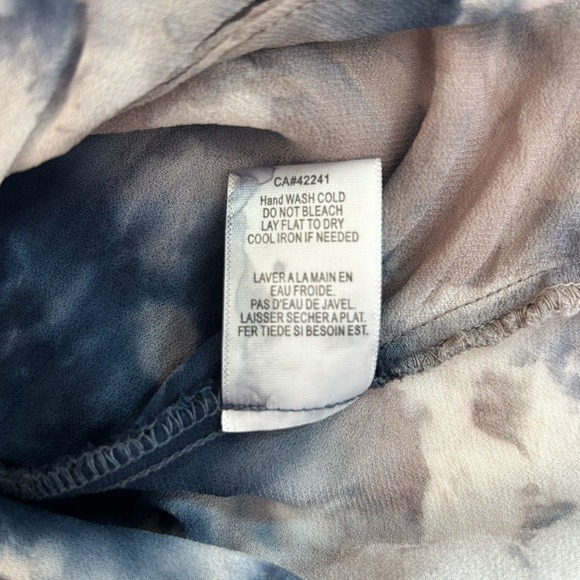 CA#42241
Hand WASH COLD
DO NOT BLEACH
LAY FLAT TO DRY
COOL IRON IF NEEDED
LAVER A LA MAIN EN
EAU FROIDE.
PAS D'EAU DE JAVEL.
LAISSER SECHER A PLAT.
FER TIEDE SI BESOIN EST.